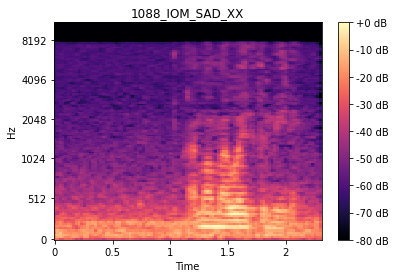 1088_IOM_SAD_XX
+0 dB
8192
-10 dB
4096
-20 dB
-30 dB
2048
Hz
-40 dB
1024
-50 dB
512
-60 dB
-70 dB
0
-80 dB
0 0.5 1 1.5 2
Time